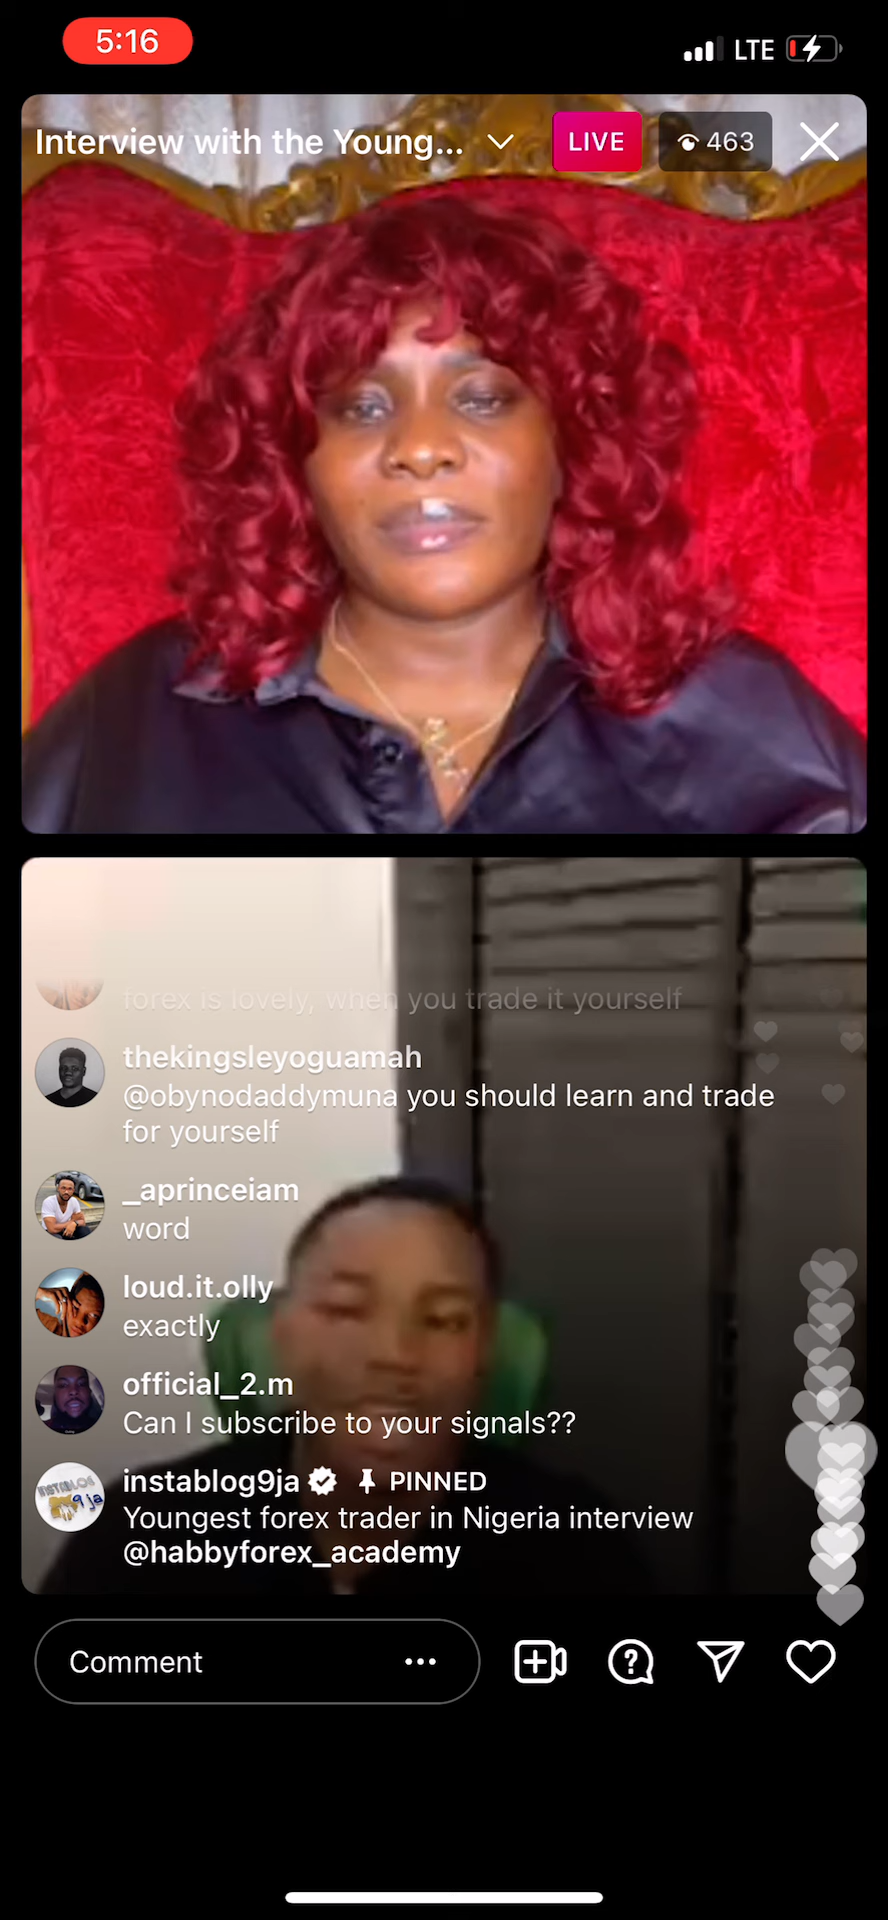 5:16
LTE
Interview with the Young...
LIVE
463
forex is lovely, when you trade it yourself
thekingsleyoguamah
@obynodaddymuna you should learn and trade
for yourself
_aprinceiam
word
loud.it.olly
exactly
official_2.m
Can I subscribe to your signals??
INSTABLOG
9ja
instablog9ja PINNED
Youngest forex trader in Nigeria interview
@habbyforex_academy
Comment